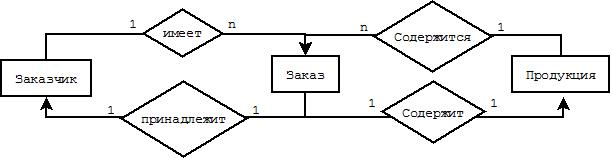 1 имеет n n Содержится 1
Заказчик Заказ Продукция
1 принадлежит 1 1 Содержит 1